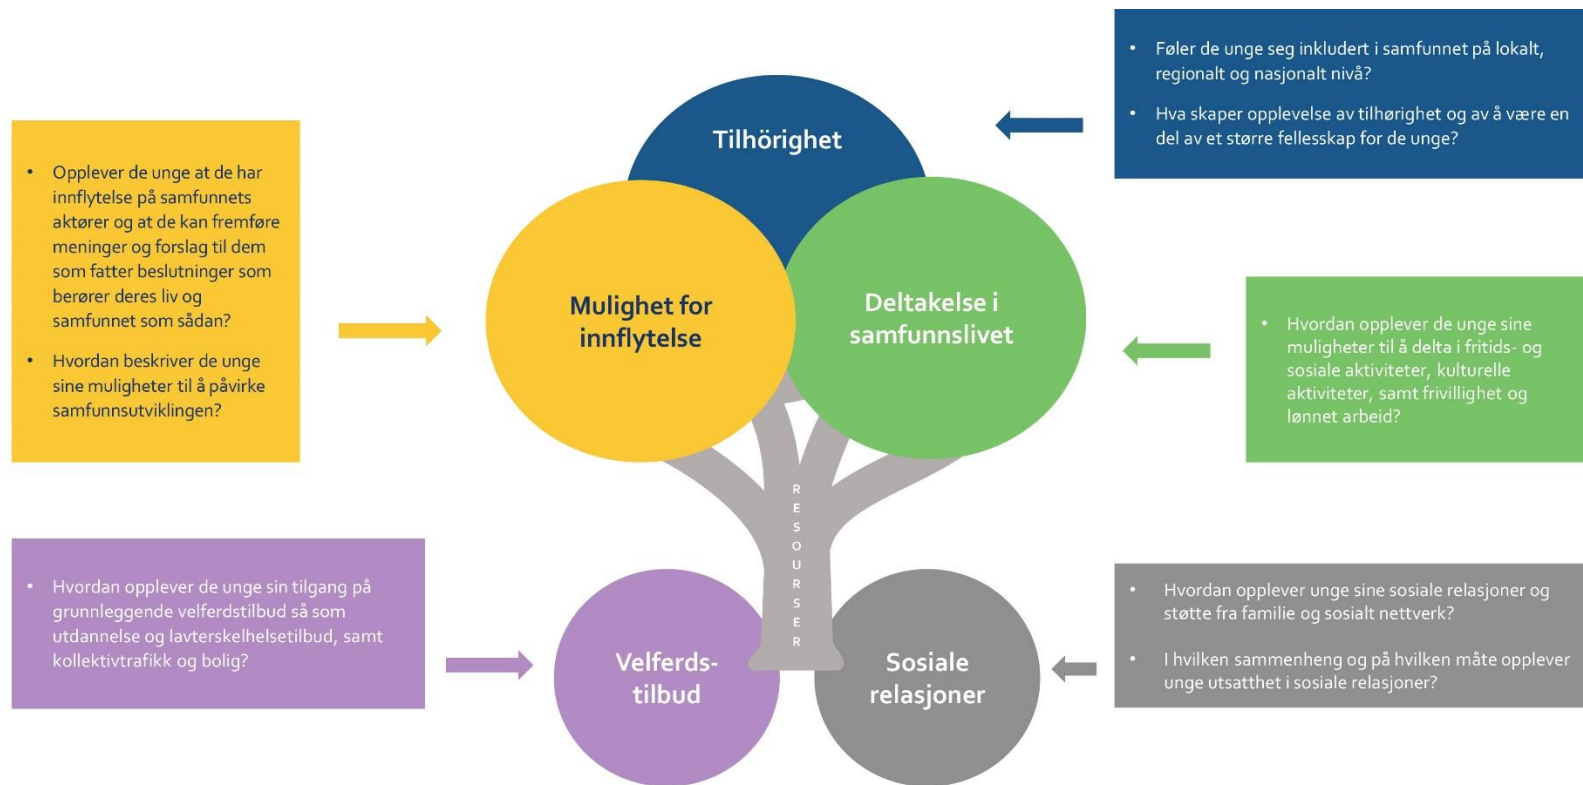 • Føler de unge seg inkludert i samfunnet på lokalt,
regionalt og nasjonalt nivå?
• Hva skaper opplevelse av tilhørighet og av å være en
del av et større fellesskap for de unge?
Tilhörighet
• Opplever de unge at de har
innflytelse på samfunnets
aktører og at de kan fremføre
meninger og forslag til dem
som fatter beslutninger som
berører deres liv og
samfunnet som sådan?
• Hvordan beskriver de unge
sine muligheter til å påvirke
samfunnsutviklingen?
Mulighet for
innflytelse
Deltakelse i
samfunnslivet
• Hvordan opplever de unge sine
muligheter til å delta i fritids- og
sosiale aktiviteter, kulturelle
aktiviteter, samt frivillighet og
lønnet arbeid?
RESOURSER
• Hvordan opplever de unge sin tilgang på
grunnleggende velferdstilbud så som
utdannelse og lavterskelhelsetilbud, samt
kollektivtrafikk og bolig?
Velferds-
tilbud
Sosiale
relasjoner
• Hvordan opplever unge sine sosiale relasjoner og
støtte fra familie og sosialt nettverk?
• I hvilken sammenheng og på hvilken måte opplever
unge utsatthet i sosiale relasjoner?